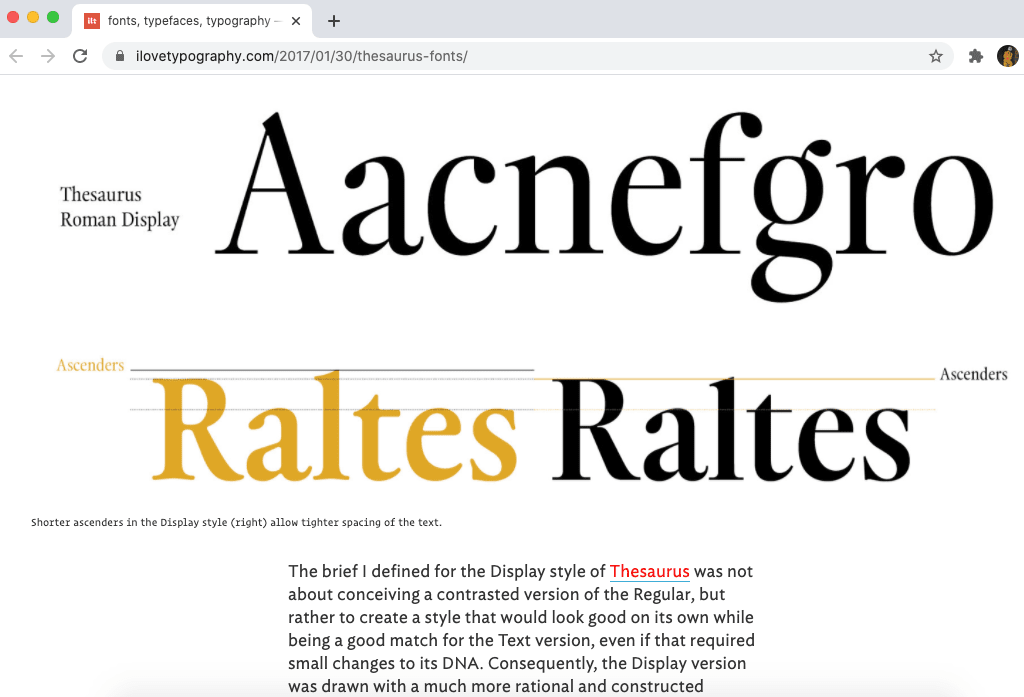 fonts, typefaces, typography –
ilovetypography.com/2017/01/30/thesaurus-fonts/
Thesaurus
Roman Display
Aacnefgro
Ascenders
Raltes Raltes
Ascenders
Shorter ascenders in the Display style (right) allow tighter spacing of the text.
The brief I defined for the Display style of Thesaurus was not
about conceiving a contrasted version of the Regular, but
rather to create a style that would look good on its own while
being a good match for the Text version, even if that required
small changes to its DNA. Consequently, the Display version
was drawn with a much more rational and constructed